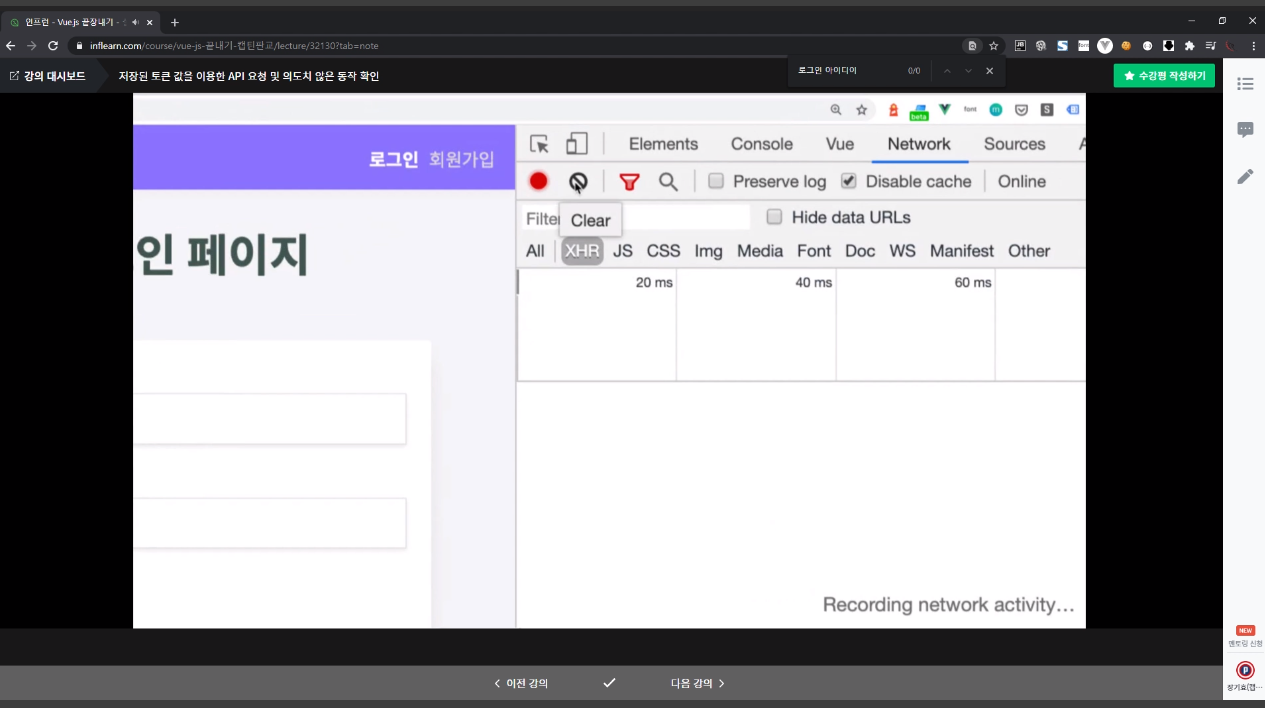 인프런 - Vue.js 끝장내기 -
inflearn.com/course/vue-js-끝내기-캡틴판교/lecture/32130?tab=note
강의 대시보드
저장된 토큰 값을 이용한 API 요청 및 의도치 않은 동작 확인
로그인 아이디이
0/0
수강평 작성하기
beta
font
로그인 회원가입
Elements Console Vue Network Sources
Preserve log Disable cache Online
Filte
Clear
Hide data URLs
All XHR JS CSS Img Media Font Doc WS Manifest Other
인 페이지
20 ms 40 ms 60 ms
Recording network activity…
이전 강의
다음 강의
NEW
멘토링 신청
장기효(캡…